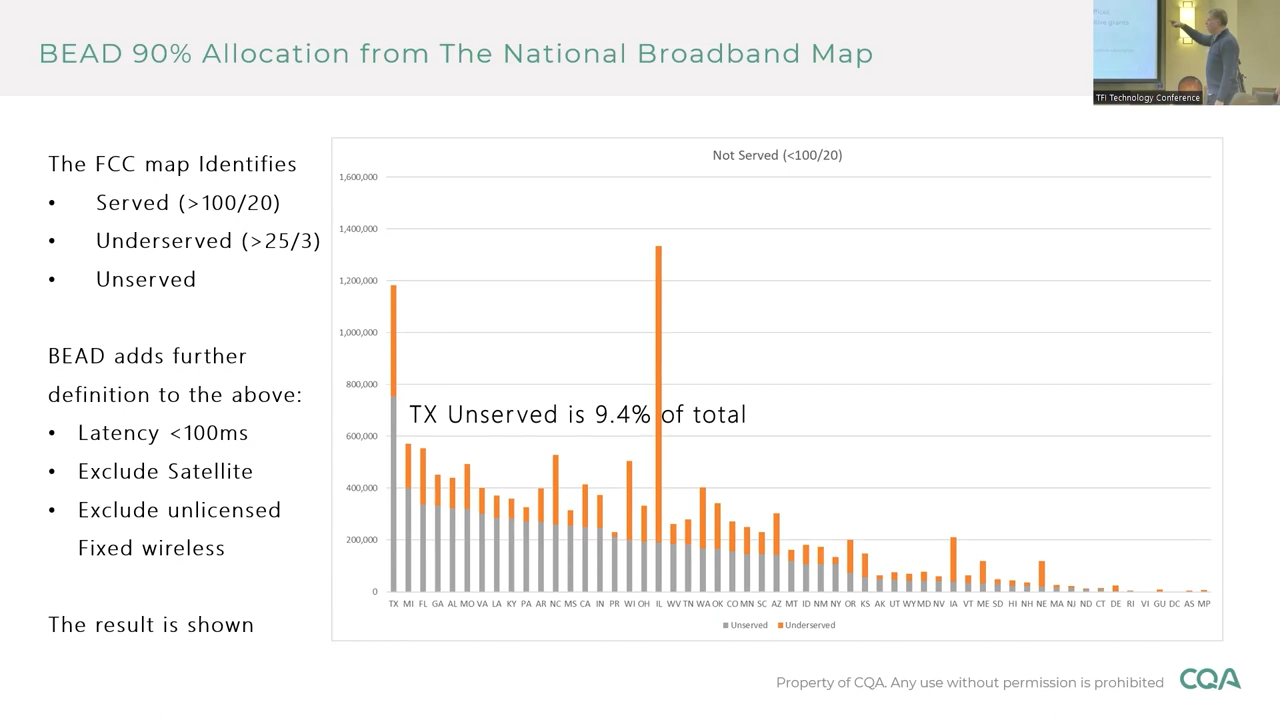 BEAD 90% Allocation from The National Broadband Map
TFI Technology Conference
The FCC map Identifies
• Served (>100/20)
• Underserved (>25/3)
• Unserved
BEAD adds further
definition to the above:
• Latency <100ms
• Exclude Satellite
• Exclude unlicensed
Fixed wireless
The result is shown
Not Served (<100/20)
1,600,000
1,400,000
1,200,000
1,000,000
800,000
600,000
400,000
200,000
0
TX Unserved is 9.4% of total
TX MI FL GA AL MO VA LA KY PA AR NC MS CA IN PR WI OH IL WV TN WA OK CO MN SC AZ MT ID NM NY OR KS AK UT WY MD NV IA VT ME SD HI NH NE MA NJ ND CT DE RI VI GU DC AS MP
Unserved Underserved
Property of CQA. Any use without permission is prohibited
CQA